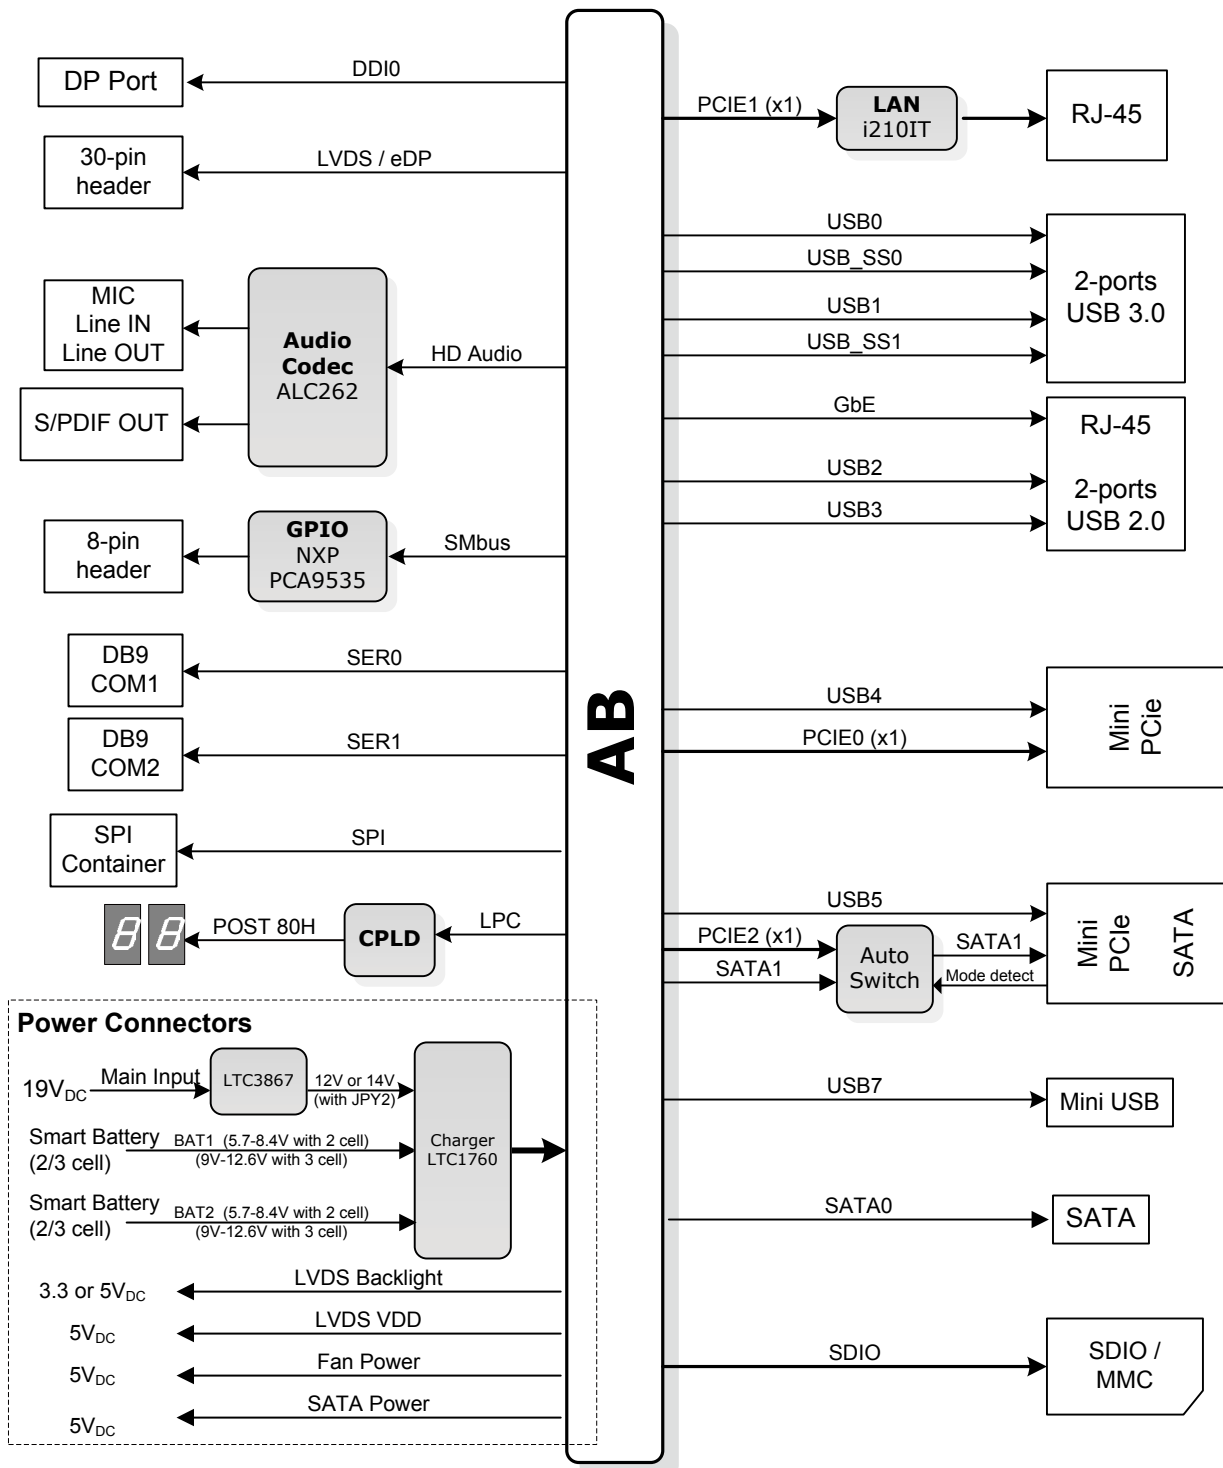 DP Port
DDI0
30-pin
header
LVDS / eDP
MIC
Line IN
Line OUT
S/PDIF OUT
Audio
Codec
ALC262
HD Audio
8-pin
header
GPIO
NXP
PCA9535
SMbus
DB9
COM1
SER0
DB9
COM2
SER1
SPI
Container
SPI
88
POST 80H
CPLD
LPC
Power Connectors
19VDC
Main Input
LTC3867
12V or 14V
(with JPY2)
Smart Battery
(2/3 cell)
BAT1 (5.7-8.4V with 2 cell)
(9V-12.6V with 3 cell)
Smart Battery
(2/3 cell)
BAT2 (5.7-8.4V with 2 cell)
(9V-12.6V with 3 cell)
Charger
LTC1760
3.3 or 5VDC
LVDS Backlight
5VDC
LVDS VDD
5VDC
Fan Power
5VDC
SATA Power
AB
PCIE1 (x1)
LAN
i210IT
RJ-45
USB0
USB_SS0
USB1
USB_SS1
2-ports
USB 3.0
GbE
USB2
USB3
RJ-45
2-ports
USB 2.0
USB4
PCIE0 (x1)
Mini
PCie
USB5
PCIE2 (x1)
SATA1
Auto
Switch
SATA1
Mode detect
Mini
PCIe
SATA
USB7
Mini USB
SATA0
SATA
SDIO
SDIO /
MMC